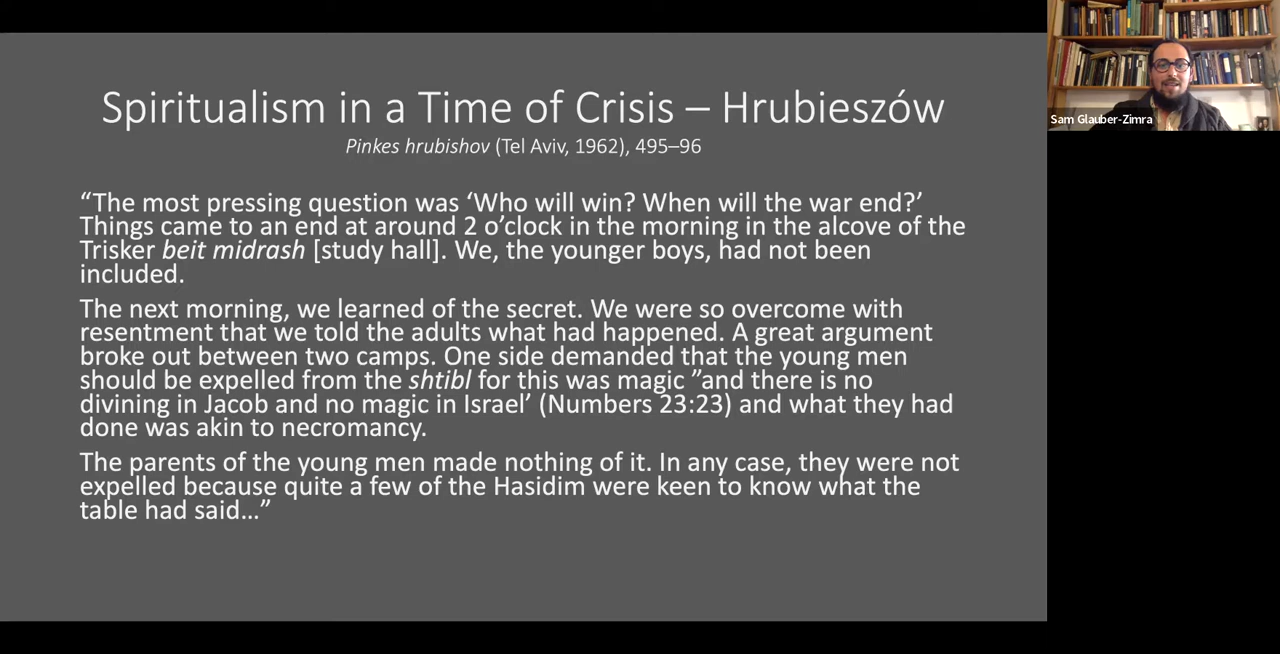 Spiritualism in a Time of Crisis – Hrubieszów
Pinkes hrubishov (Tel Aviv, 1962), 495–96
“The most pressing question was ‘Who will win? When will the war end?’
Things came to an end at around 2 o’clock in the morning in the alcove of the
Trisker beit midrash [study hall]. We, the younger boys, had not been
included.
The next morning, we learned of the secret. We were so overcome with
resentment that we told the adults what had happened. A great argument
broke out between two camps. One side demanded that the young men
should be expelled from the shtibl for this was magic ”and there is no
divining in Jacob and no magic in Israel’ (Numbers 23:23) and what they had
done was akin to necromancy.
The parents of the young men made nothing of it. In any case, they were not
expelled because quite a few of the Hasidim were keen to know what the
table had said…”
Sam Glauber-Zimra